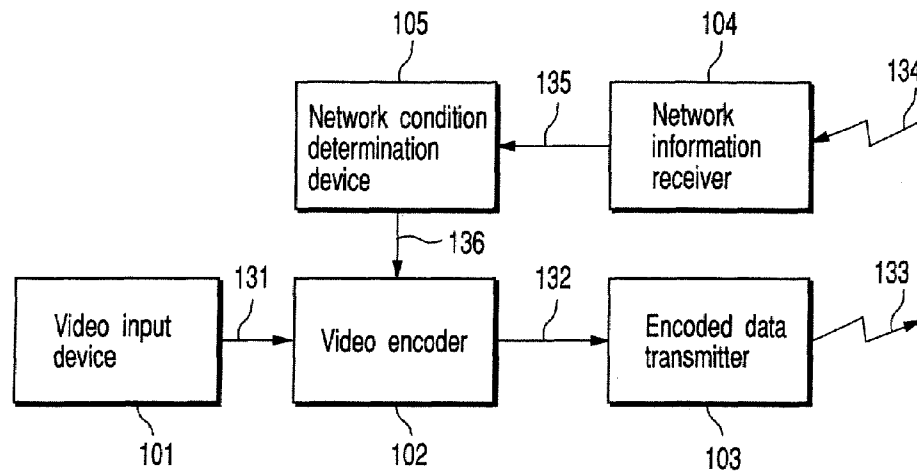 105
104
134
135
Network condition
determination
device
Network
information
receiver
136
131
132
133
Video input
device
Video encoder
Encoded data
transmitter
101
102
103